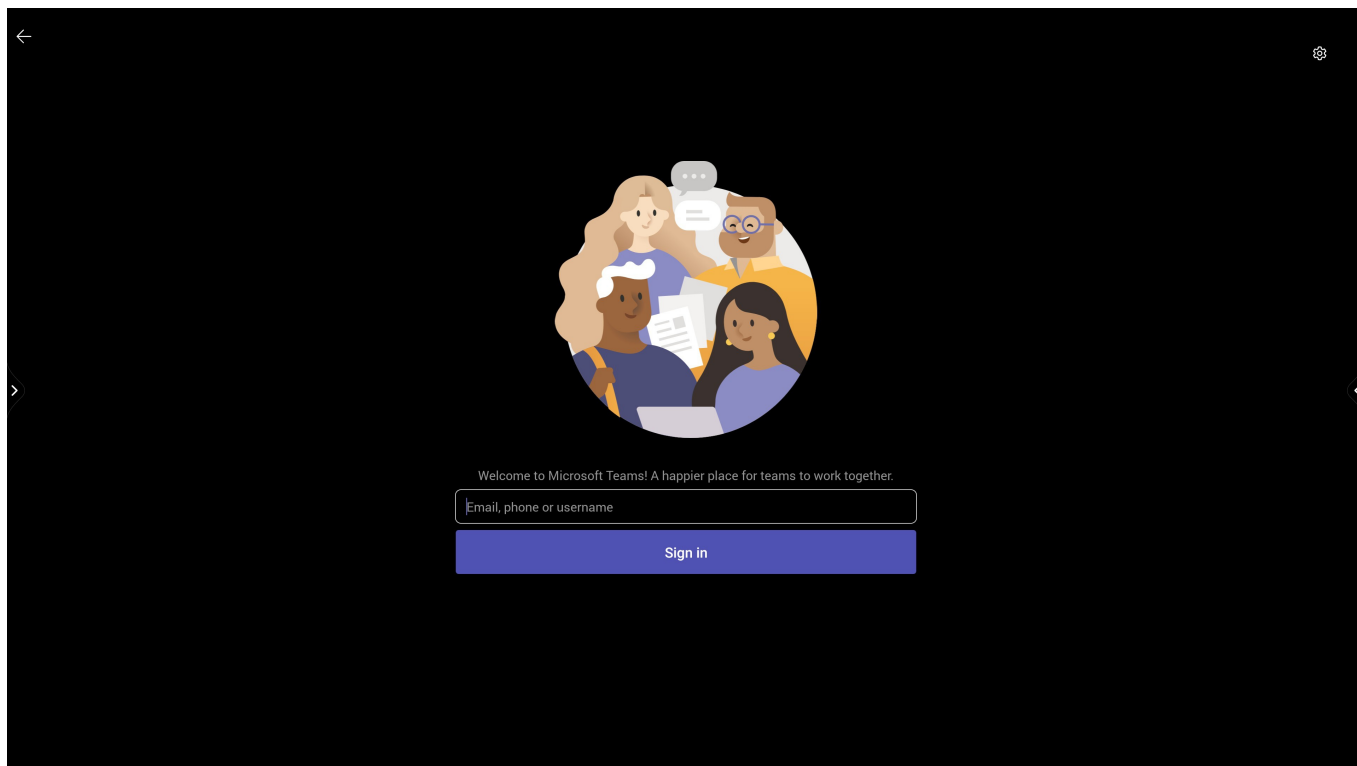 Welcome to Microsoft Teams! A happier place for teams to work together.
Email, phone or username
Sign in